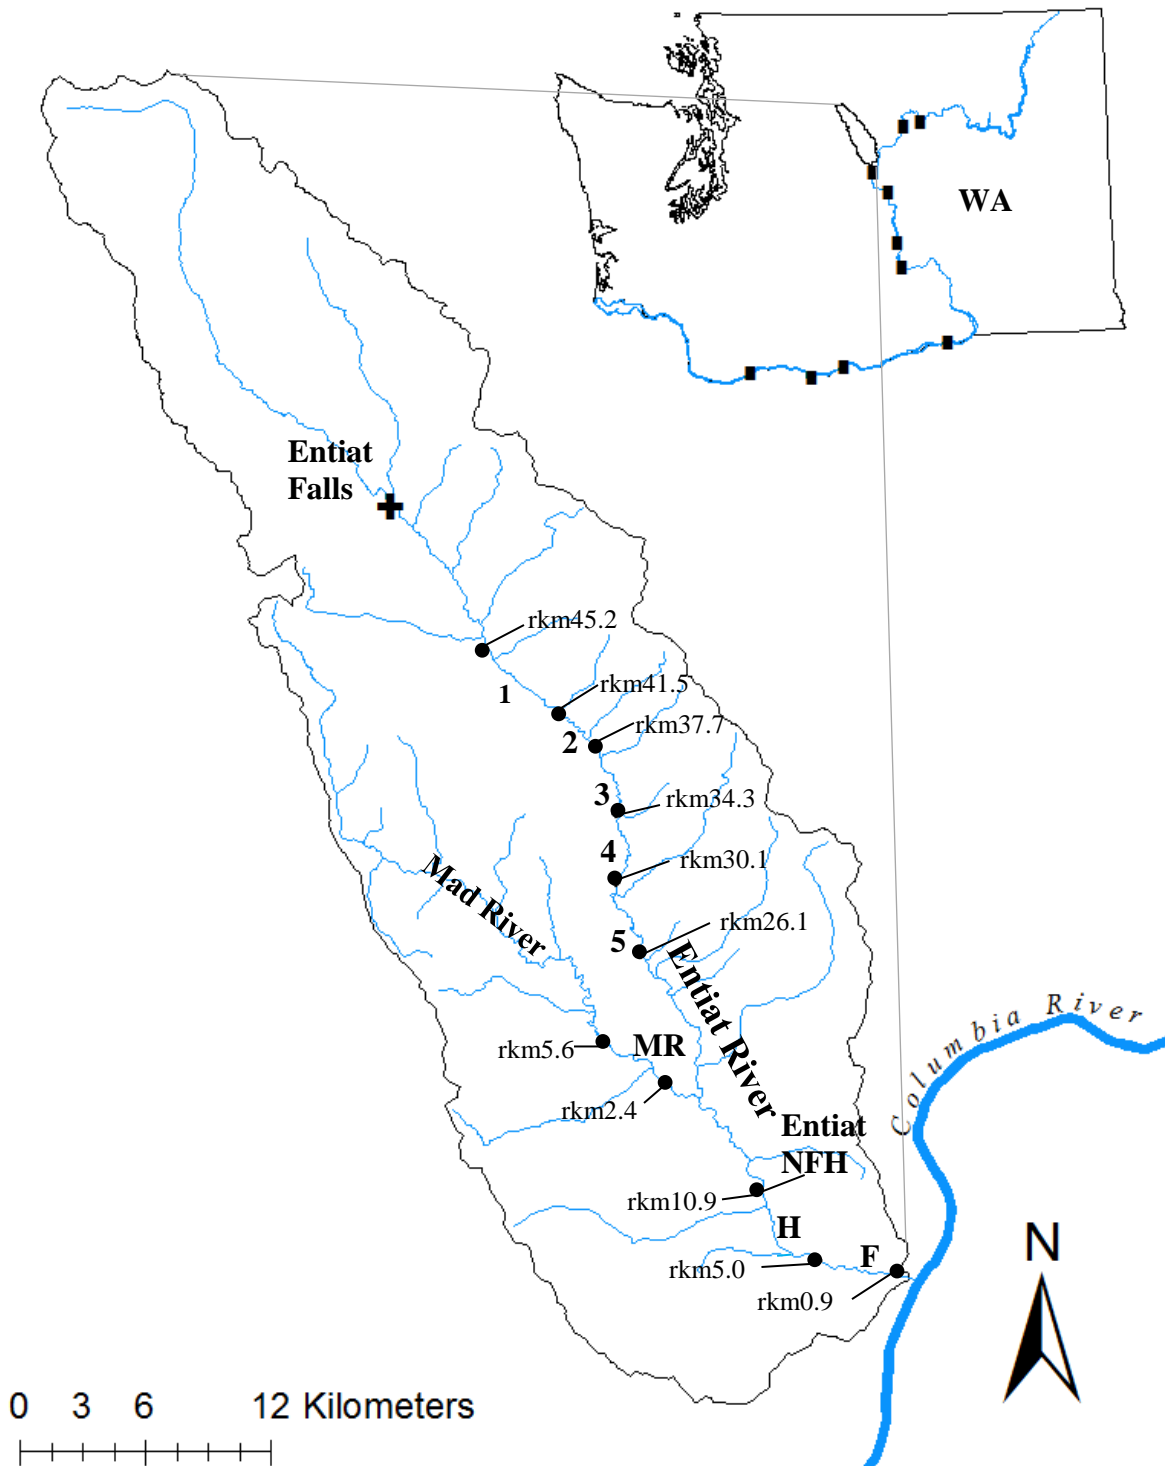 WA
Entiat
Falls
rkm45.2
1
rkm41.5
2
rkm37.7
3
rkm34.3
4
rkm30.1
Mad River
5
rkm26.1
Entiat River
rkm5.6
MR
rkm2.4
Columbia River
Entiat
NFH
rkm10.9
H
F
rkm5.0
rkm0.9
N
0 3 6 12 Kilometers